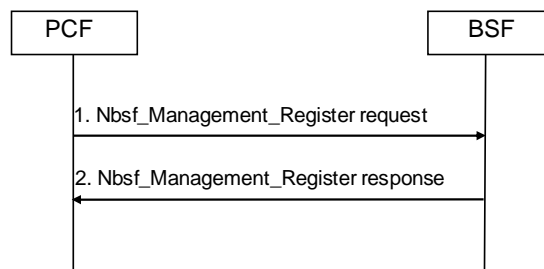 PCF
BSF
1. Nbsf_Management_Register request
2. Nbsf_Management_Register response